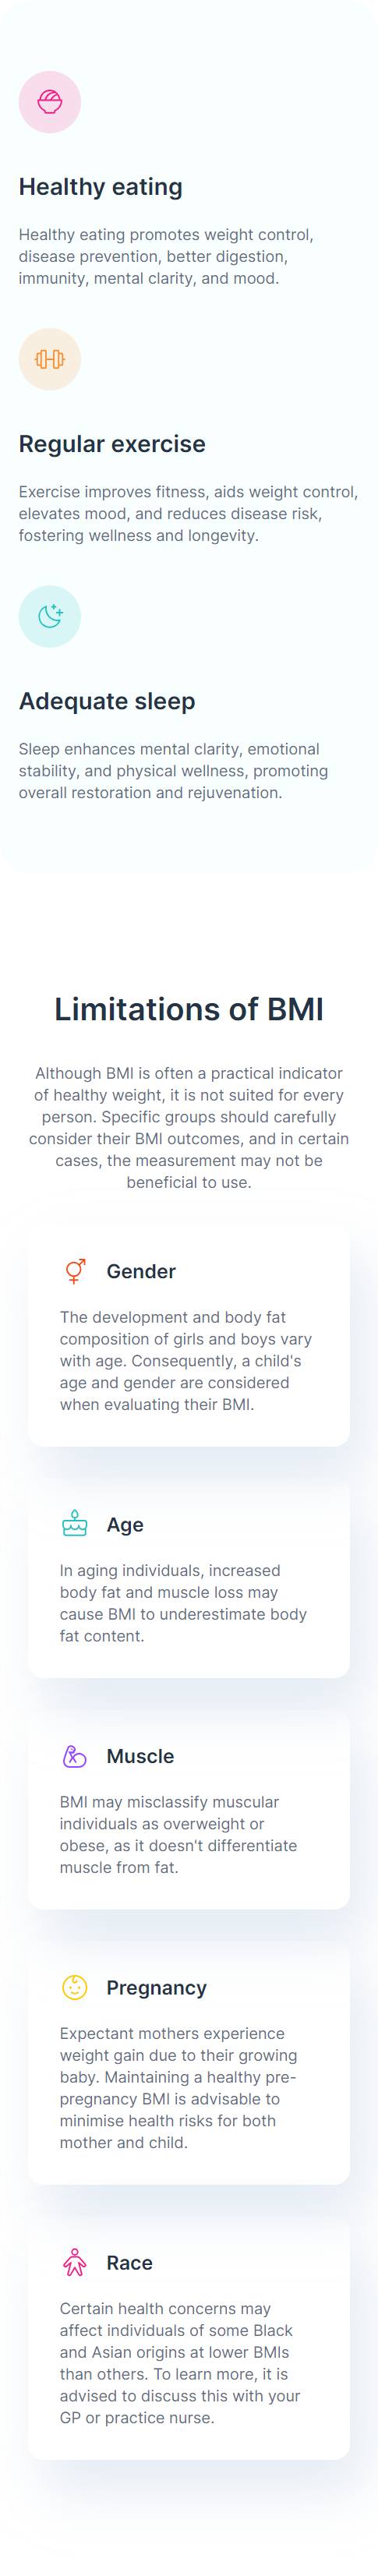 Healthy eating
Healthy eating promotes weight control,
disease prevention, better digestion,
immunity, mental clarity, and mood.
Regular exercise
Exercise improves fitness, aids weight control,
elevates mood, and reduces disease risk,
fostering wellness and longevity.
Adequate sleep
Sleep enhances mental clarity, emotional
stability, and physical wellness, promoting
overall restoration and rejuvenation.
Limitations of BMI
Although BMI is often a practical indicator
of healthy weight, it is not suited for every
person. Specific groups should carefully
consider their BMI outcomes, and in certain
cases, the measurement may not be
beneficial to use.
Gender
The development and body fat
composition of girls and boys vary
with age. Consequently, a child's
age and gender are considered
when evaluating their BMI.
Age
In aging individuals, increased
body fat and muscle loss may
cause BMI to underestimate body
fat content.
Muscle
BMI may misclassify muscular
individuals as overweight or
obese, as it doesn't differentiate
muscle from fat.
Pregnancy
Expectant mothers experience
weight gain due to their growing
baby. Maintaining a healthy pre-
pregnancy BMI is advisable to
minimise health risks for both
mother and child.
Race
Certain health concerns may
affect individuals of some Black
and Asian origins at lower BMIs
than others. To learn more, it is
advised to discuss this with your
GP or practice nurse.